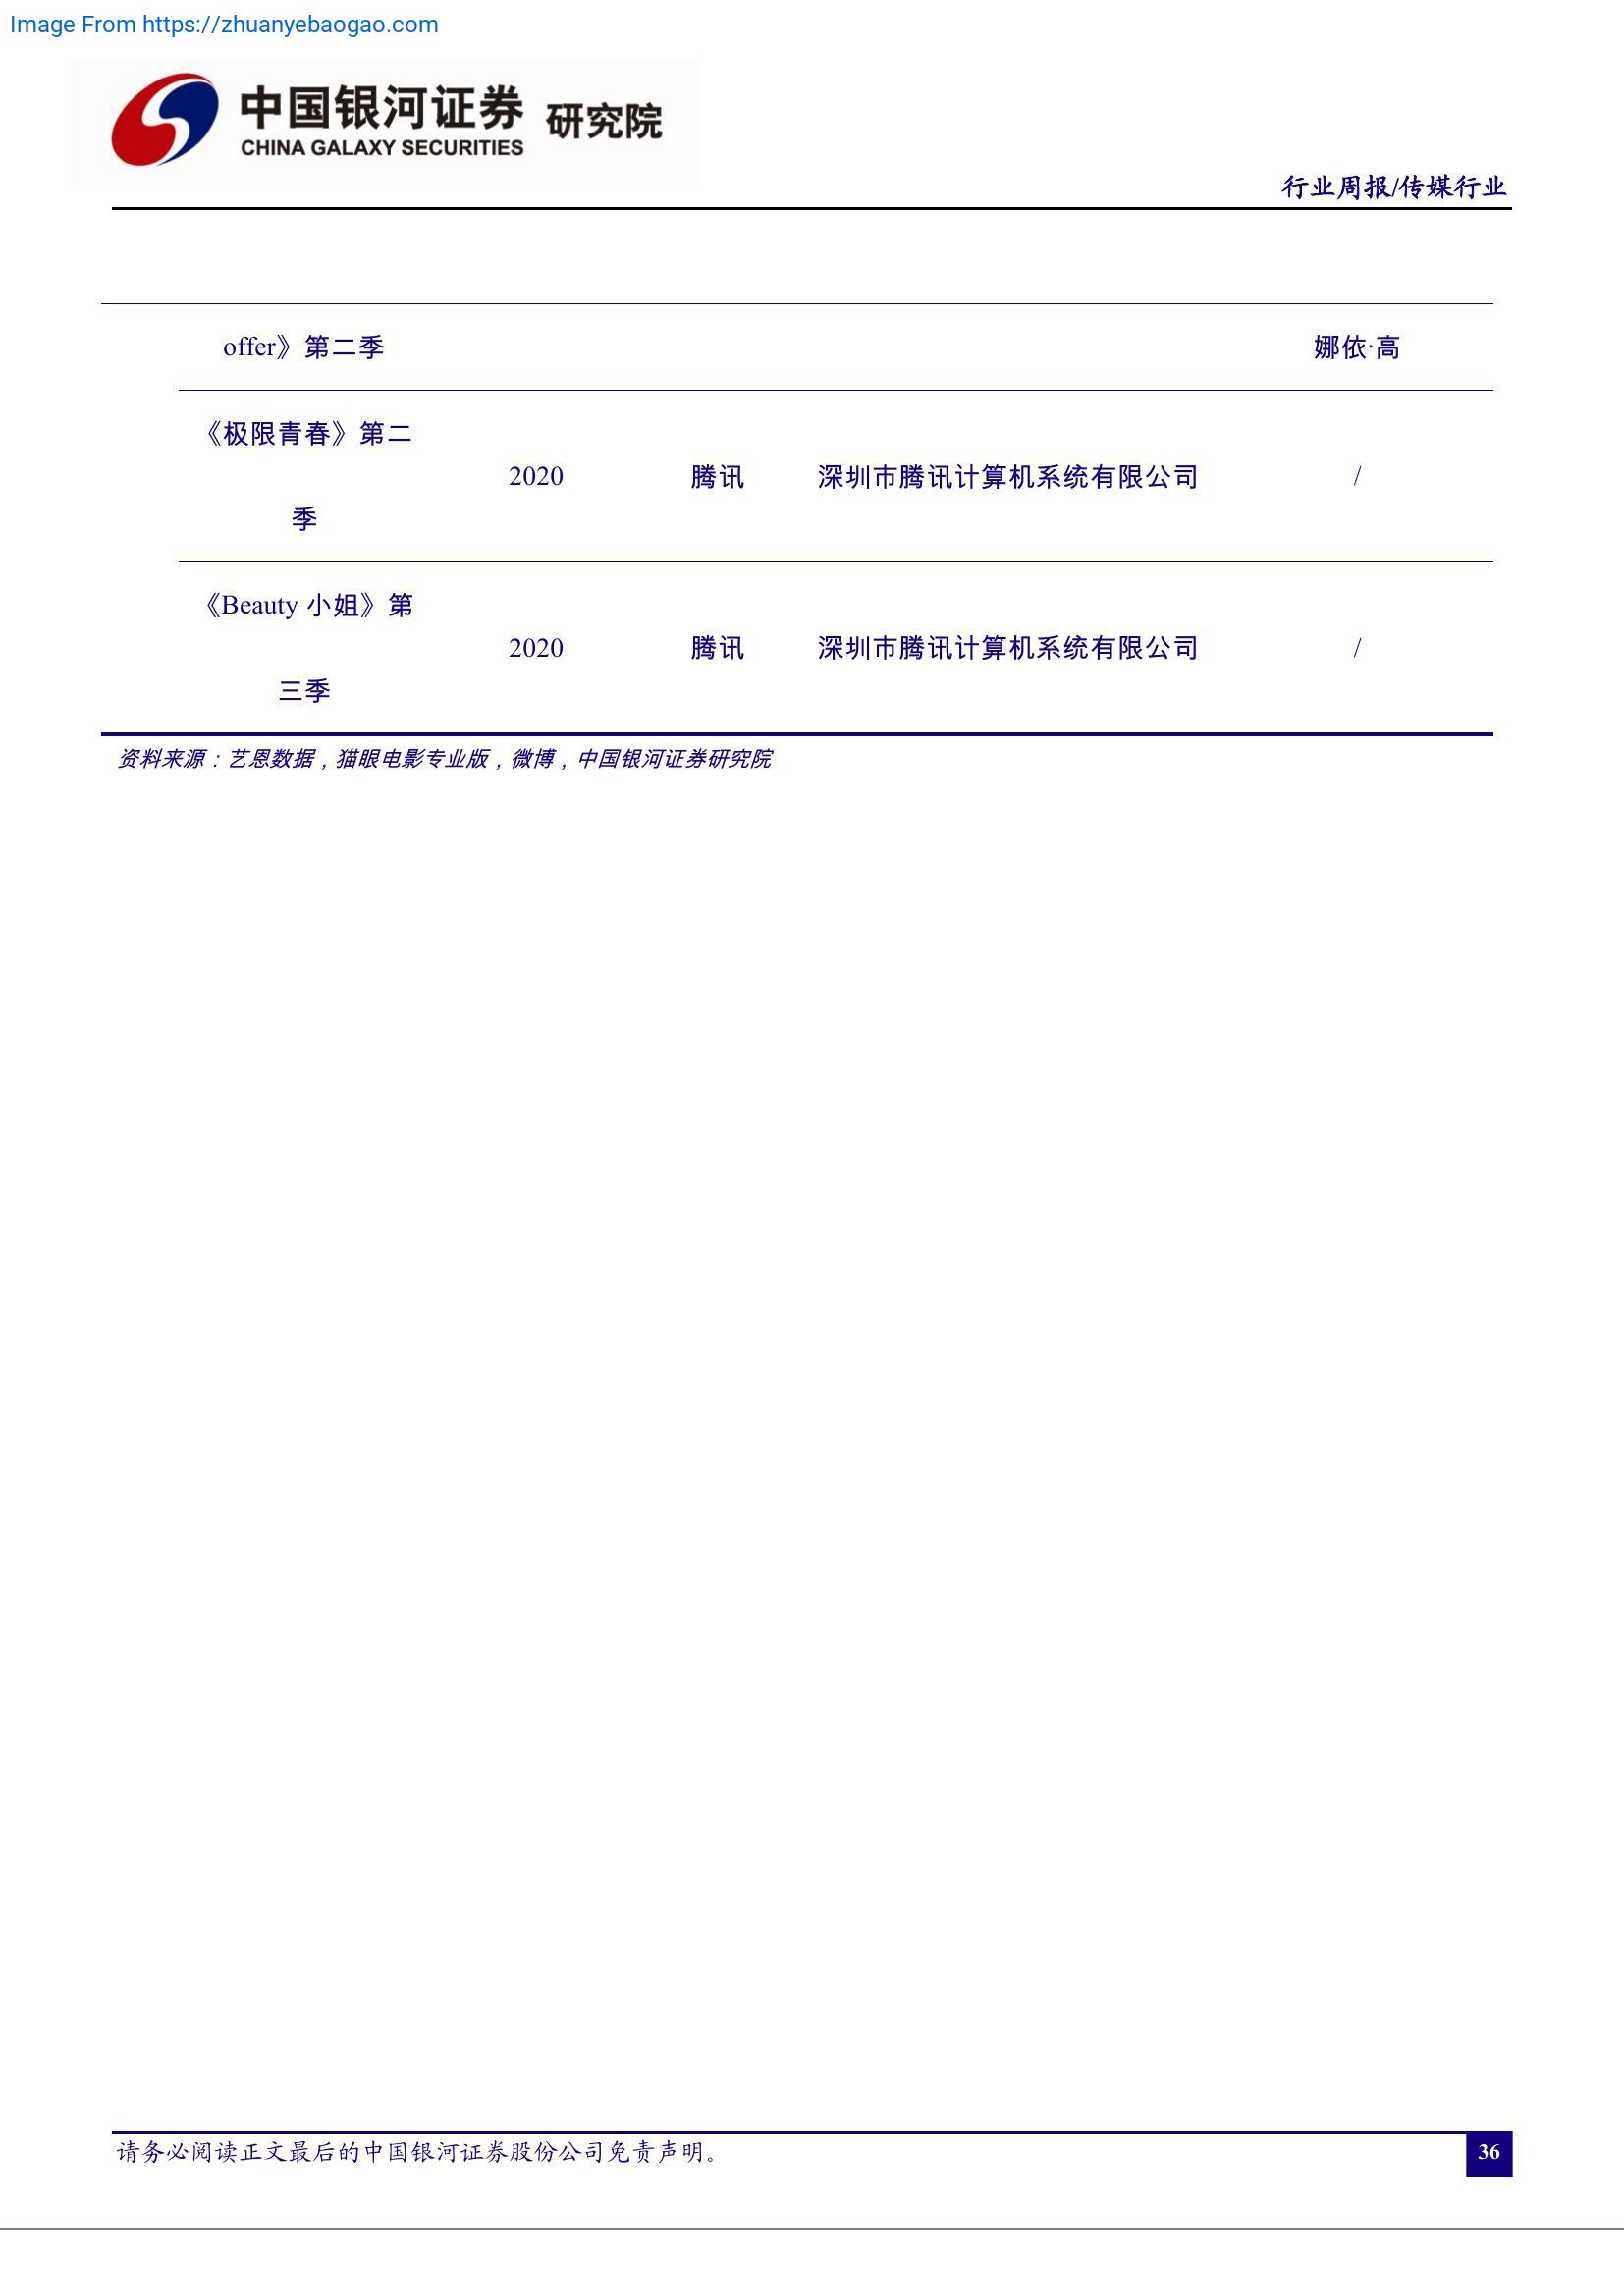 Image From https://zhuanyebaogao.com
中国银河证券 研究院
CHINA GALAXY SECURITIES
行业周报/传媒行业
offer》第二季 娜依·高
《极限青春》第二
2020 腾讯 深圳市腾讯计算机系统有限公司 /
季
《Beauty 小姐》第
2020 腾讯 深圳市腾讯计算机系统有限公司 /
三季
资料来源：艺恩数据，猫眼电影专业版，微博，中国银河证券研究院
请务必阅读正文最后的中国银河证券股份公司免责声明。
36